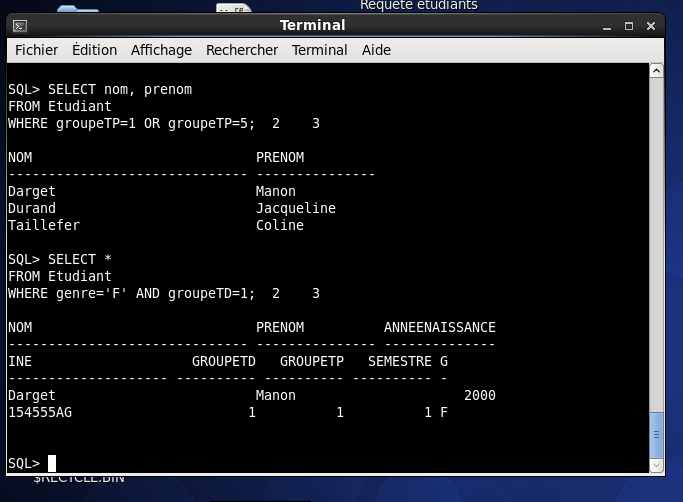 Requete etudiants
Terminal
Fichier Édition Affichage Rechercher Terminal Aide
SQL> SELECT nom, prenom
FROM Etudiant
WHERE groupeTP=1 OR groupeTP=5;  2    3
NOM                            PRENOM
------------------------------ ---------------
Darget                         Manon
Durand                         Jacqueline
Taillefer                      Coline
SQL> SELECT *
FROM Etudiant
WHERE genre='F' AND groupeTD=1;  2    3
NOM                            PRENOM          ANNEENAISSANCE
------------------------------ --------------- --------------
INE                    GROUPETD   GROUPETP   SEMESTRE G
-------------------- ---------- ---------- ---------- -
Darget                         Manon                     2000
154555AG                      1          1          1 F
SQL>
$RECYCLE.BIN